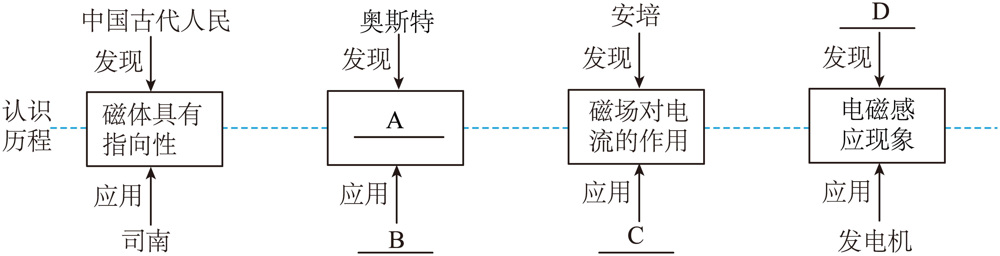 中国古代人民
奥斯特
安培
D
发现
发现
发现
发现
认识
历程
磁体具有
指向性
A
磁场对电
流的作用
电磁感
应现象
应用
应用
应用
应用
司南
B
C
发电机